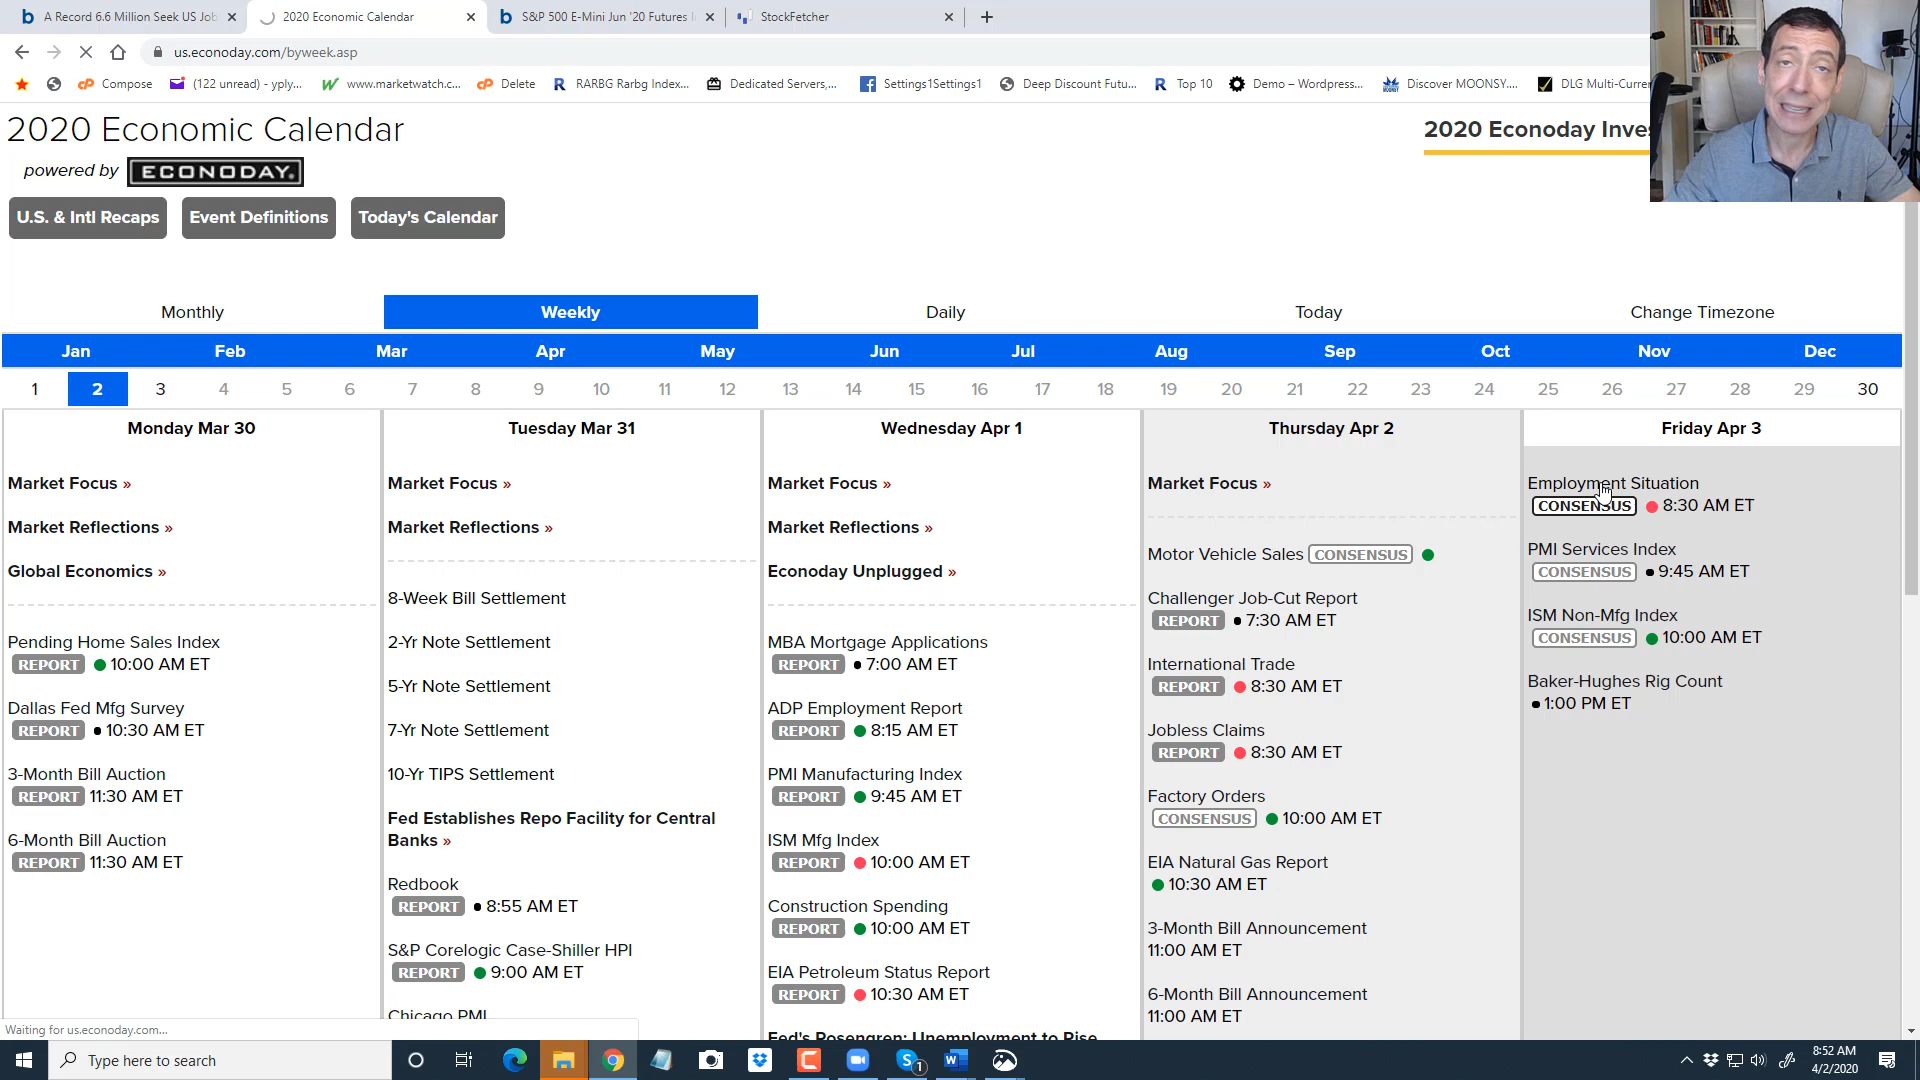 A Record 6.6 Million Seek US Job
2020 Economic Calendar
S&P 500 E-Mini Jun '20 Futures
StockFetcher
us.econoday.com/byweek.asp
Compose
(122 unread) - yply...
www.marketwatch.c...
Delete
RARBG Rarbg Index...
Dedicated Servers,...
Settings1Settings1
Deep Discount Futu...
Top 10
Demo – Wordpress...
Discover MOONSY....
DLG Multi-Curre
2020 Economic Calendar
2020 Econoday Inves
powered by ECONODAY.
U.S. & Intl Recaps
Event Definitions
Today's Calendar
Monthly Weekly Daily Today Change Timezone
Jan Feb Mar Apr May Jun Jul Aug Sep Oct Nov Dec
1 2 3 4 5 6 7 8 9 10 11 12 13 14 15 16 17 18 19 20 21 22 23 24 25 26 27 28 29 30
Monday Mar 30
Market Focus »
Market Reflections »
Global Economics »
Pending Home Sales Index
REPORT 10:00 AM ET
Dallas Fed Mfg Survey
REPORT 10:30 AM ET
3-Month Bill Auction
REPORT 11:30 AM ET
6-Month Bill Auction
REPORT 11:30 AM ET
Tuesday Mar 31
Market Focus »
Market Reflections »
8-Week Bill Settlement
2-Yr Note Settlement
5-Yr Note Settlement
7-Yr Note Settlement
10-Yr TIPS Settlement
Fed Establishes Repo Facility for Central
Banks »
Redbook
REPORT 8:55 AM ET
S&P Corelogic Case-Shiller HPI
REPORT 9:00 AM ET
Chicago PMI
Wednesday Apr 1
Market Focus »
Market Reflections »
Econoday Unplugged »
MBA Mortgage Applications
REPORT 7:00 AM ET
ADP Employment Report
REPORT 8:15 AM ET
PMI Manufacturing Index
REPORT 9:45 AM ET
ISM Mfg Index
REPORT 10:00 AM ET
Construction Spending
REPORT 10:00 AM ET
EIA Petroleum Status Report
REPORT 10:30 AM ET
Fed's Rosengren: Unemployment to Rise
Thursday Apr 2
Market Focus »
Motor Vehicle Sales CONSENSUS
Challenger Job-Cut Report
REPORT 7:30 AM ET
International Trade
REPORT 8:30 AM ET
Jobless Claims
REPORT 8:30 AM ET
Factory Orders
CONSENSUS 10:00 AM ET
EIA Natural Gas Report
10:30 AM ET
3-Month Bill Announcement
11:00 AM ET
6-Month Bill Announcement
11:00 AM ET
Friday Apr 3
Employment Situation
CONSENSUS 8:30 AM ET
PMI Services Index
CONSENSUS 9:45 AM ET
ISM Non-Mfg Index
CONSENSUS 10:00 AM ET
Baker-Hughes Rig Count
1:00 PM ET
Waiting for us.econoday.com...
Type here to search
8:52 AM
4/2/2020